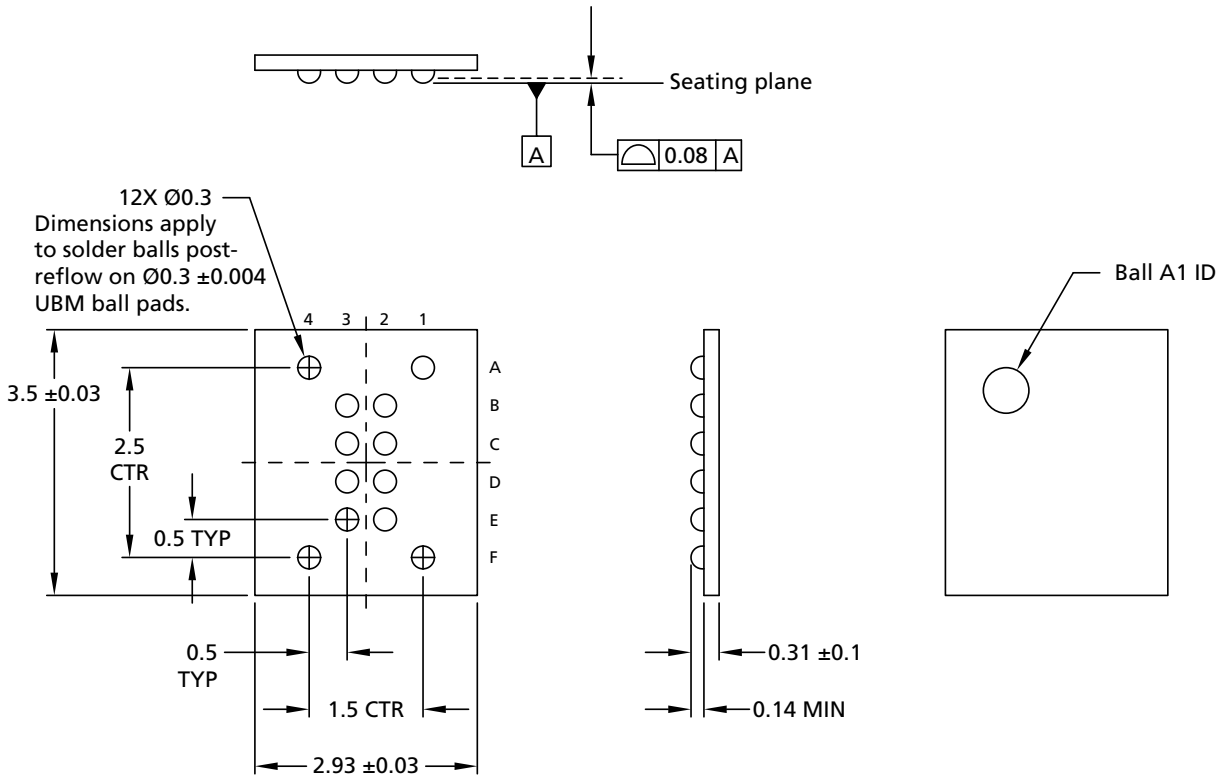 Seating plane
A
0.08 A
12X Ø0.3
Dimensions apply
to solder balls post-
reflow on Ø0.3 ±0.004
UBM ball pads.
Ball A1 ID
4 3 2 1
A
3.5 ±0.03
B
2.5
CTR
C
D
0.5 TYP
E
F
0.5
TYP
0.31 ±0.1
1.5 CTR
0.14 MIN
2.93 ±0.03